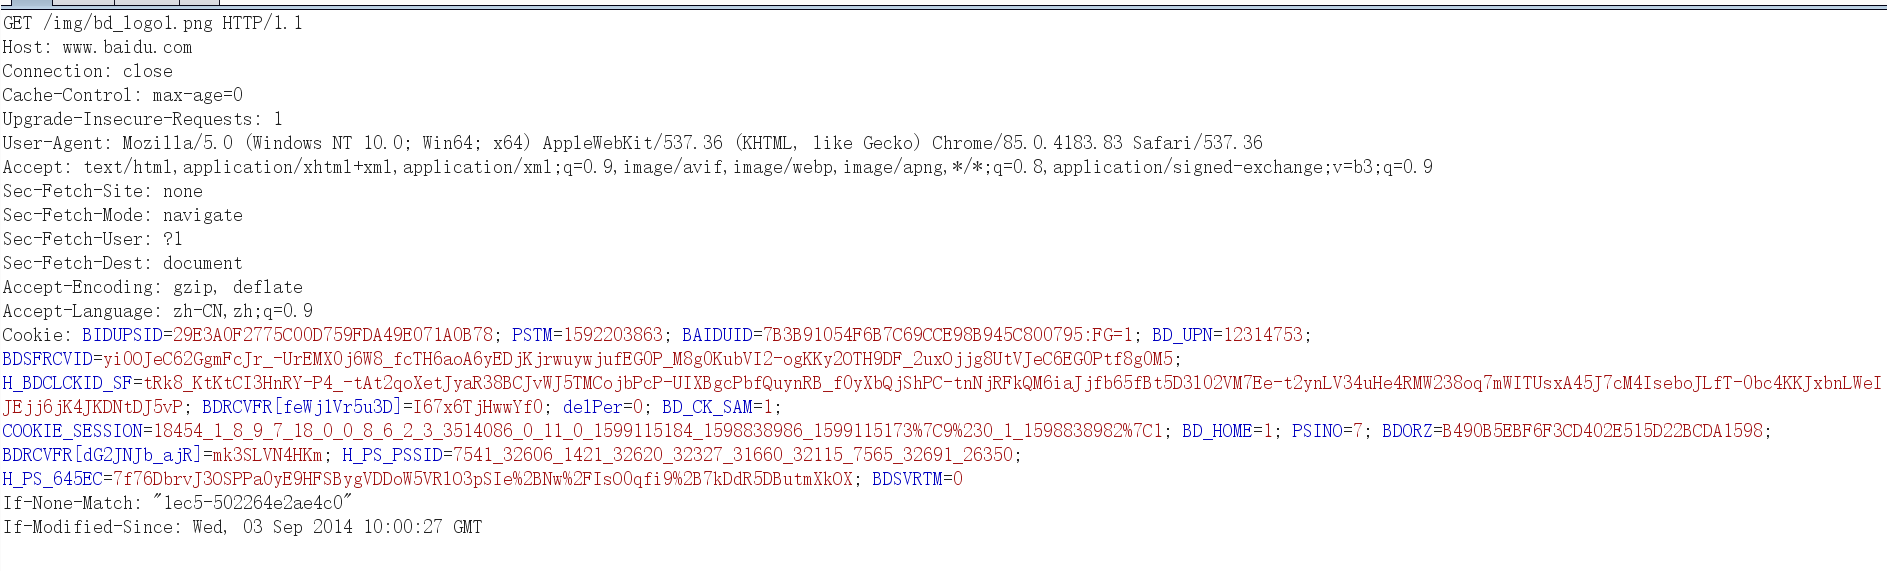 GET /img/bd_logo1.png HTTP/1.1
Host: www.baidu.com
Connection: close
Cache-Control: max-age=0
Upgrade-Insecure-Requests: 1
User-Agent: Mozilla/5.0 (Windows NT 10.0; Win64; x64) AppleWebKit/537.36 (KHTML, like Gecko) Chrome/85.0.4183.83 Safari/537.36
Accept: text/html,application/xhtml+xml,application/xml;q=0.9,image/avif,image/webp,image/apng,*/*;q=0.8,application/signed-exchange;v=b3;q=0.9
Sec-Fetch-Site: none
Sec-Fetch-Mode: navigate
Sec-Fetch-User: ?1
Sec-Fetch-Dest: document
Accept-Encoding: gzip, deflate
Accept-Language: zh-CN,zh;q=0.9
Cookie: BIDUPSID=29E3A0F2775C00D759FDA49E071A0B78; PSTM=1592203863; BAIDUID=7B3B91054F6B7C69CCE98B945C800795:FG=1; BD_UPN=12314753;
BDSFRCVID=yi0OJeC62GgmFcJr_-UrEMX0j6W8_fcTH6aoA6yEDjKjrwuywjufEG0P_M8g0KubVI2-ogKKy2OTH9DF_2uxOjjg8UtVJeC6EG0Ptf8g0M5;
H_BDCLCKID_SF=tRk8_KtKtCI3HnRY-P4_-tAt2qoXetJyaR38BCJvWJ5TMCojbPcP-UIXBgcPbfQuynRB_f0yXbQjShPC-tnNjRFkQM6iaJjfb65fBt5D3l02VM7Ee-t2ynLV34uHe4RMW238oq7mWITUsxA45J7cM4IseboJLfT-0bc4KKJxbnLWeI
JEjj6jK4JKDNtDJ5vP; BDRCVFR[feWj1Vr5u3D]=I67x6TjHwwYf0; delPer=0; BD_CK_SAM=1;
COOKIE_SESSION=18454_1_8_9_7_18_0_0_8_6_2_3_3514086_0_11_0_1599115184_1598838986_1599115173%7C9%230_1_1598838982%7C1; BD_HOME=1; PSINO=7; BDORZ=B490B5EBF6F3CD402E515D22BCDA1598;
BDRCVFR[dG2JNJb_ajR]=mk3SLVN4HKm; H_PS_PSSID=7541_32606_1421_32620_32327_31660_32115_7565_32691_26350;
H_PS_645EC=7f76DbrvJ3OSPPa0yE9HFSBygVDDoW5VRlO3pSIe%2BNw%2FIsO0qfi9%2B7kDdR5DButmXkOX; BDSVRTM=0
If-None-Match: "1ec5-502264e2ae4c0"
If-Modified-Since: Wed, 03 Sep 2014 10:00:27 GMT